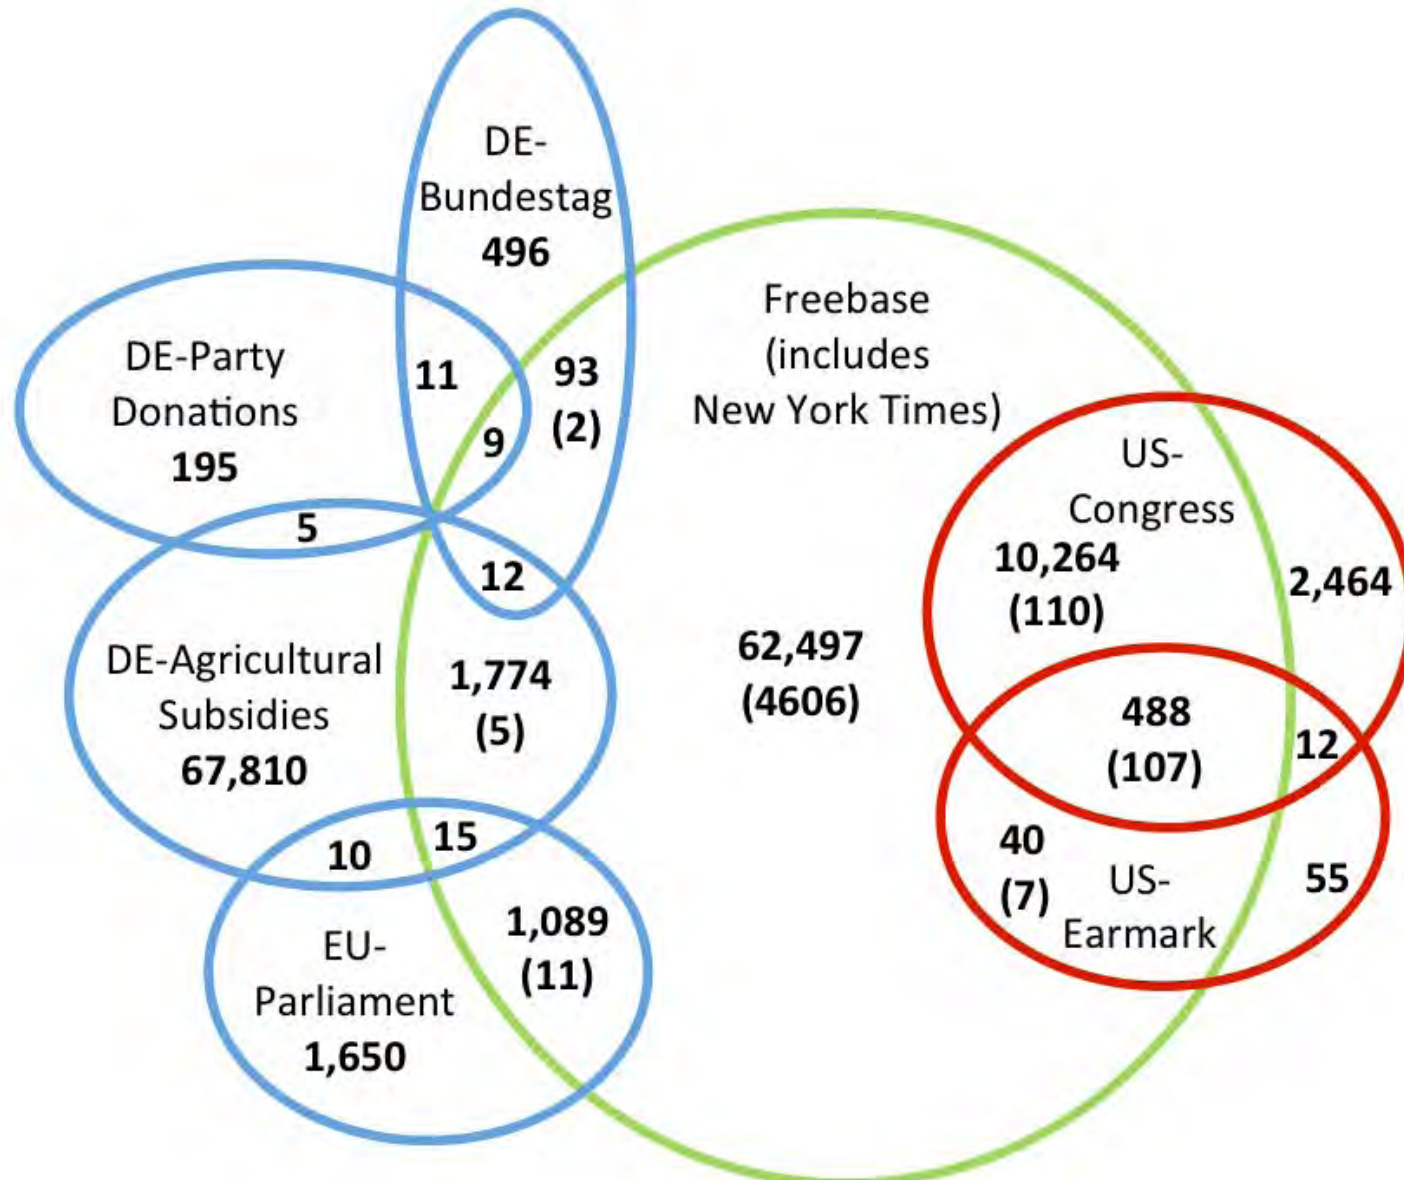 DE-
Bundestag
496
Freebase
(includes
New York Times)
DE-Party
Donations
195
11
9
93
(2)
5
12
US-
Congress
10,264
(110)
2,464
DE-Agricultural
Subsidies
67,810
1,774
(5)
62,497
(4606)
488
(107)
12
10
15
40
(7)
US-
Earmark
55
EU-
Parliament
1,650
1,089
(11)